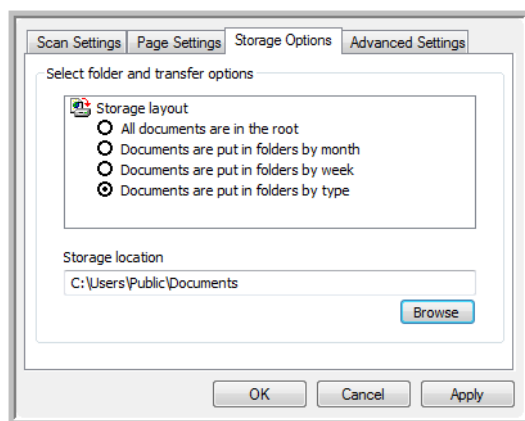 Scan Settings Page Settings Storage Options Advanced Settings
Select folder and transfer options
Storage layout
All documents are in the root
Documents are put in folders by month
Documents are put in folders by week
Documents are put in folders by type
Storage location
C:\Users\Public\Documents
Browse
OK Cancel Apply